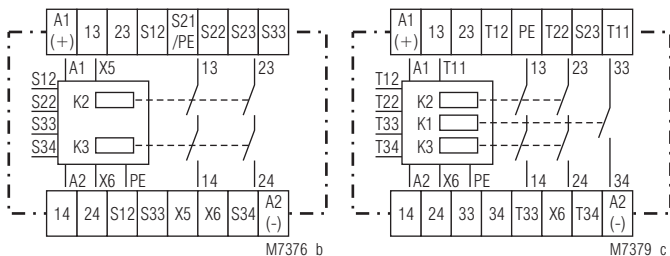 A1 (+) 13 23 S12 S21 /PE S22 S23 S33
A1 X5 13 23
S12
S22
S33
S34
K2
K3
A2 X6 PE 14 24
14 24 S12 S33 X5 X6 S34 A2 (-)
M7376 b
A1 (+) 13 23 T12 PE T22 S23 T11
A1 T11 13 23 33
T12
T22
T33
T34
K2
K1
K3
A2 X6 PE 14 24 34
14 24 33 34 T33 X6 T34 A2 (-)
M7379 c